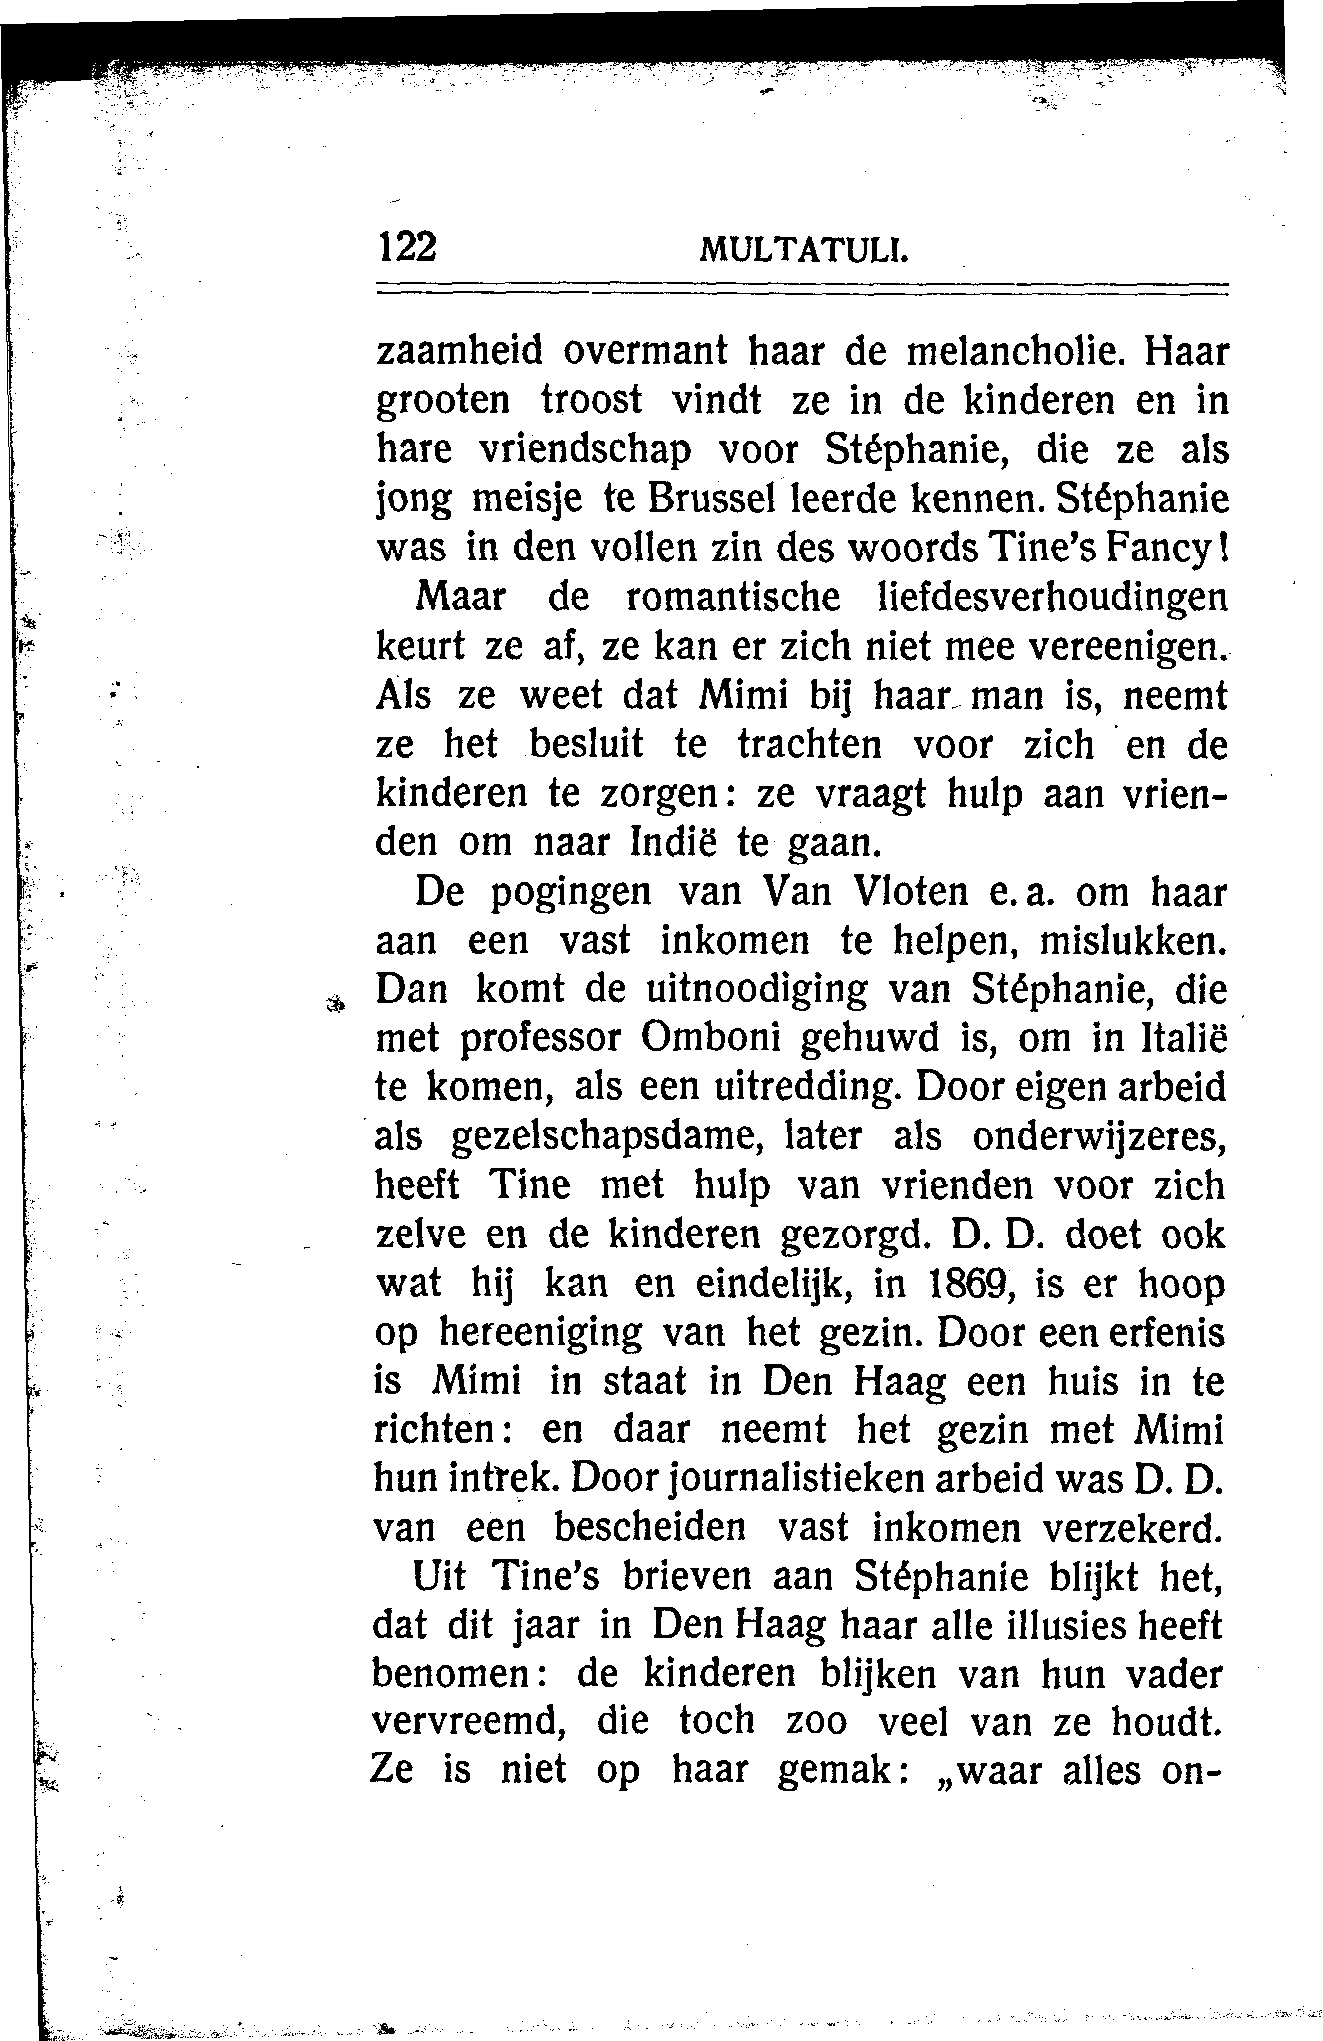 122 MULTATULI.
zaamheid overmant haar de melancholie. Haar
grooten troost vindt ze in de kinderen en in
hare vriendschap voor Stéphanie, die ze als
jong meisje te Brussel leerde kennen. Stéphanie
was in den vollen zin des woords Tine's Fancy!
Maar de romantische liefdesverhoudingen
keurt ze af, ze kan er zich niet mee vereenigen.
Als ze weet dat Mimi bij haar man is, neemt
ze het besluit te trachten voor zich en de
kinderen te zorgen: ze vraagt hulp aan vrien-
den om naar Indië te gaan.
De pogingen van Van Vloten e. a. om haar
aan een vast inkomen te helpen, mislukken.
Dan komt de uitnoodiging van Stéphanie, die
met professor Omboni gehuwd is, om in Italië
te komen, als een uitredding. Door eigen arbeid
als gezelschapsdame, later als onderwijzeres,
heeft Tine met hulp van vrienden voor zich
zelve en de kinderen gezorgd. D. D. doet ook
wat hij kan en eindelijk, in 1869, is er hoop
op hereeniging van het gezin. Door een erfenis
is Mimi in staat in Den Haag een huis in te
richten: en daar neemt het gezin met Mimi
hun intrek. Door journalistieken arbeid was D. D.
van een bescheiden vast inkomen verzekerd.
Uit Tine's brieven aan Stéphanie blijkt het,
dat dit jaar in Den Haag haar alle illusies heeft
benomen: de kinderen blijken van hun vader
vervreemd, die toch zoo veel van ze houdt.
Ze is niet op haar gemak: „waar alles on-